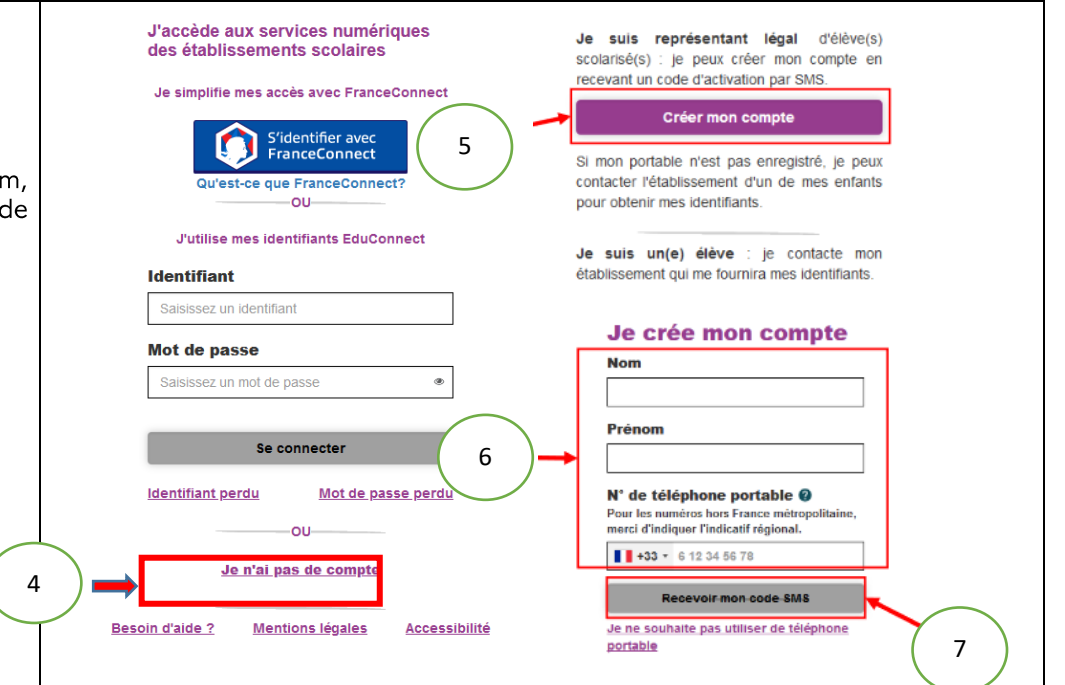 m,
de
J'accède aux services numériques
des établissements scolaires
Je simplifie mes accès avec FranceConnect
S'identifier avec
FranceConnect
Qu'est-ce que FranceConnect?
OU
J'utilise mes identifiants EduConnect
Identifiant
Saisissez un identifiant
Mot de passe
Saisissez un mot de passe
Se connecter
Identifiant perdu
Mot de passe perdu
OU
4
Je n'ai pas de compte
Besoin d'aide ?
Mentions légales
Accessibilité
Je suis représentant légal d'élève(s)
scolarisé(s) : je peux créer mon compte en
recevant un code d'activation par SMS.
5
Créer mon compte
Si mon portable n'est pas enregistré, je peux
contacter l'établissement d'un de mes enfants
pour obtenir mes identifiants.
Je suis un(e) élève : je contacte mon
établissement qui me fournira mes identifiants.
Je crée mon compte
6
Nom
Prénom
N° de téléphone portable ?
Pour les numéros hors France métropolitaine,
merci d'indiquer l'indicatif régional.
+33 6 12 34 56 78
Recevoir mon code SMS
7
Je ne souhaite pas utiliser de téléphone
portable